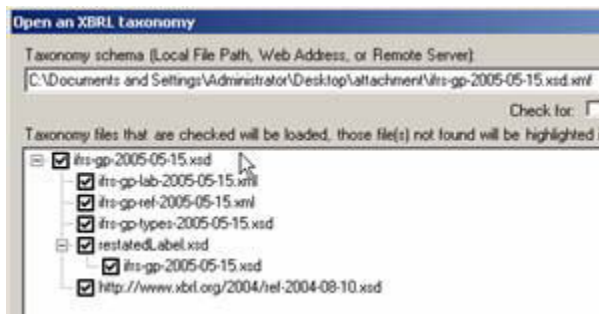 Open an XBRL taxonomy
Taxonomy schema (Local File Path, Web Address, or Remote Server):
C:\Documents and Settings\Administrator\Desktop\attachment\ifrs-gp-2005-05-15.xsd.xml
Check for:
Taxonomy files that are checked will be loaded, those file(s) not found will be highlighted
ifrs-gp-2005-05-15.xsd
ifrs-gp-lab-2005-05-15.xml
ifrs-gp-ref-2005-05-15.xml
ifrs-gp-types-2005-05-15.xsd
restatedLabel.xsd
ifrs-gp-2005-05-15.xsd
http://www.xbrl.org/2004/ref-2004-08-10.xsd